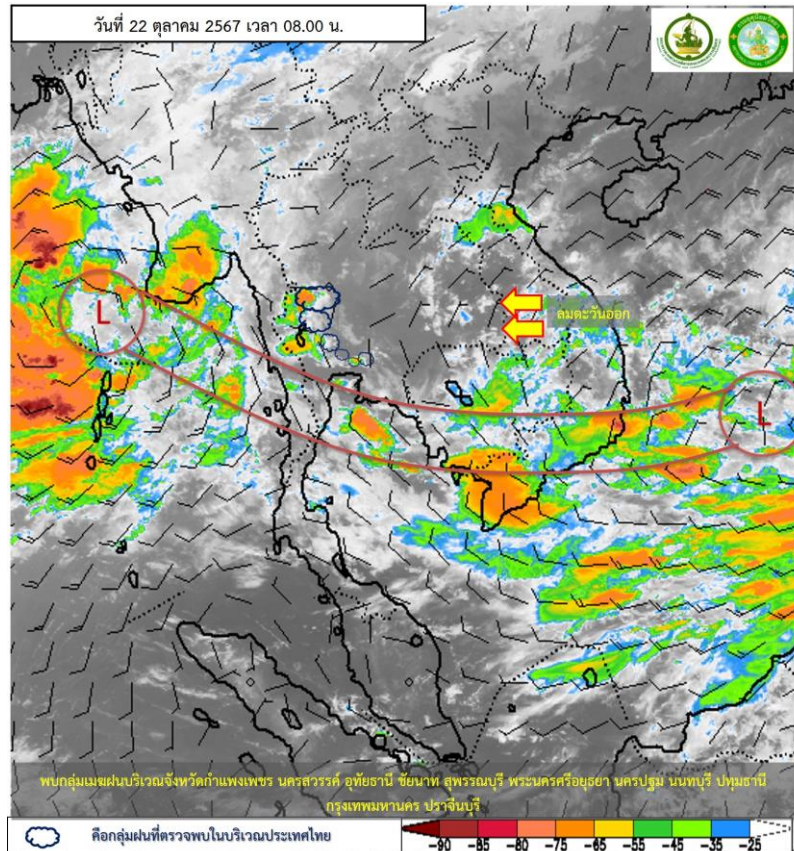 วันที่ 22 ตุลาคม 2567 เวลา 08.00 น.
L
ลมตะวันออก
L
พบกลุ่มเมฆฝนบริเวณจังหวัดกำแพงเพชร นครสวรรค์ อุทัยธานี ชัยนาท สุพรรณบุรี พระนครศรีอยุธยา นครปฐม นนทบุรี ปทุมธานี
กรุงเทพมหานคร ปราจีนบุรี
คือกลุ่มฝนที่ตรวจพบในบริเวณประเทศไทย
-90 -85 -80 -75 -65 -55 -45 -35 -25